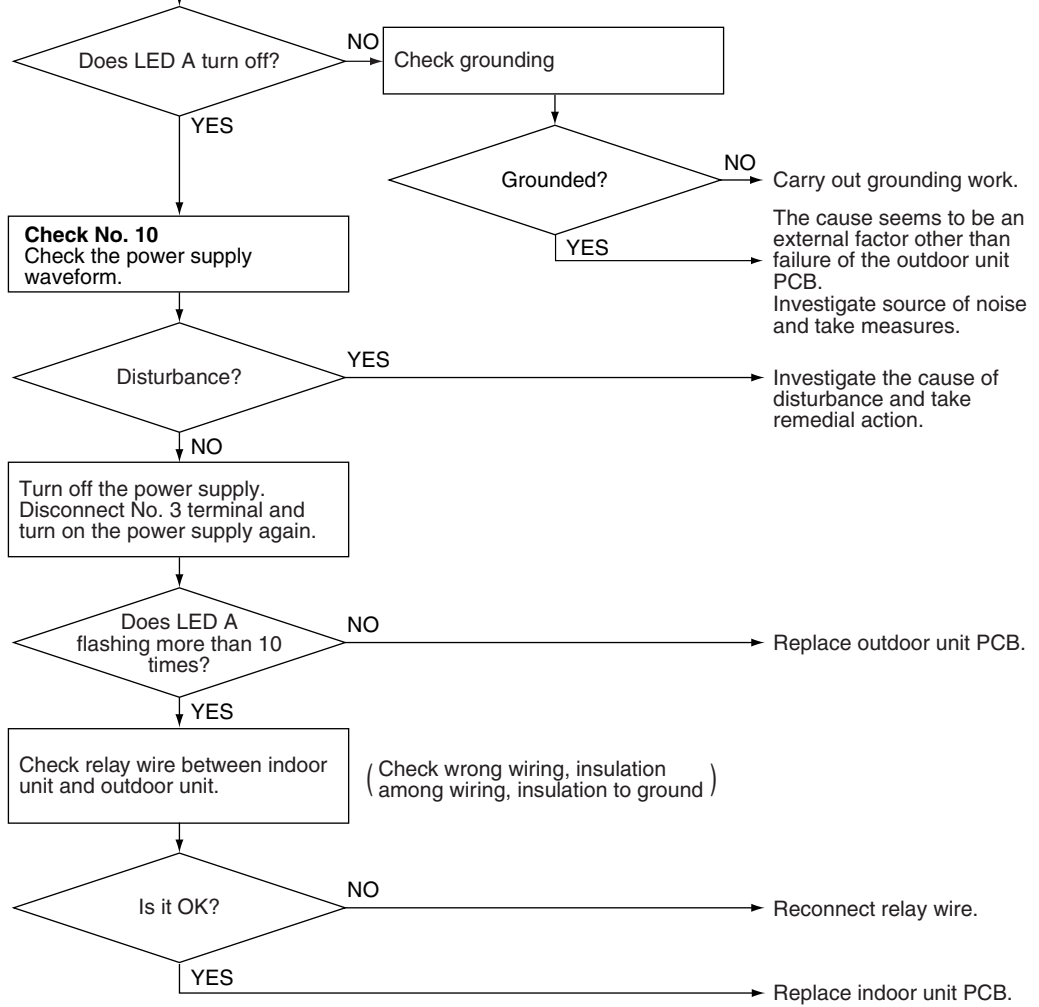 Does LED A turn off?
NO
Check grounding
YES
Grounded?
NO
Carry out grounding work.
YES
The cause seems to be an
external factor other than
failure of the outdoor unit
PCB.
Investigate source of noise
and take measures.
Check No. 10
Check the power supply
waveform.
Disturbance?
YES
Investigate the cause of
disturbance and take
remedial action.
NO
Turn off the power supply.
Disconnect No. 3 terminal and
turn on the power supply again.
Does LED A
flashing more than 10
times?
NO
Replace outdoor unit PCB.
YES
Check relay wire between indoor
unit and outdoor unit.
(Check wrong wiring, insulation
among wiring, insulation to ground)
Is it OK?
NO
Reconnect relay wire.
YES
Replace indoor unit PCB.